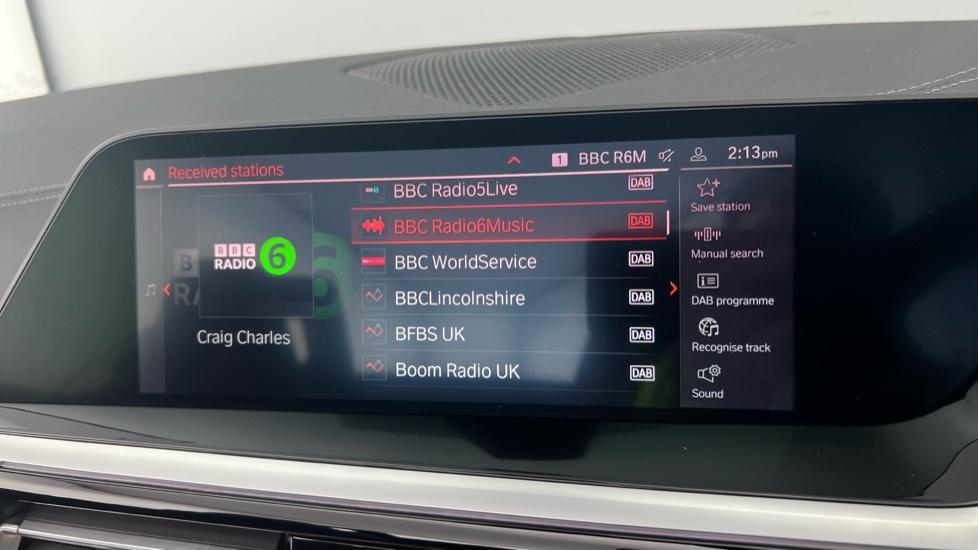 Received stations
1 BBC R6M
2:13pm
BBC RADIO 6
Craig Charles
BBC Radio5Live DAB
BBC Radio6Music DAB
BBC WorldService DAB
BBCLincolnshire DAB
BFBS UK DAB
Boom Radio UK DAB
Save station
Manual search
DAB programme
Recognise track
Sound